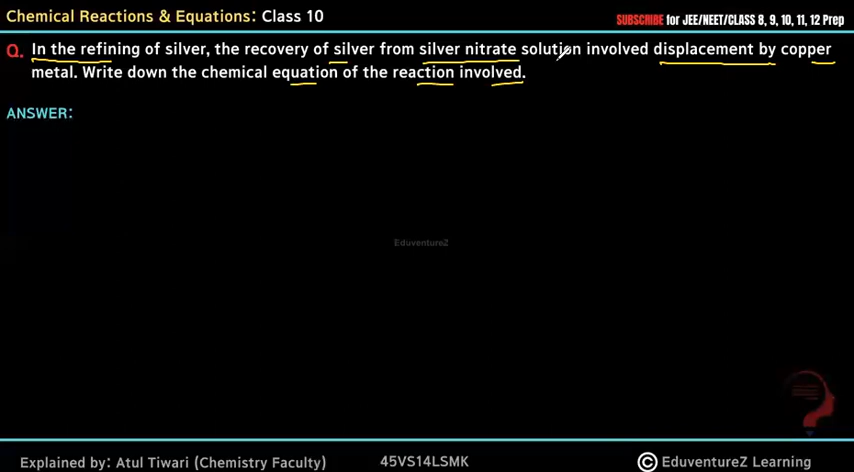 Chemical Reactions & Equations: Class 10
SUBSCRIBE for JEE/NEET/CLASS 8, 9, 10, 11, 12 Prep
Q. In the refining of silver, the recovery of silver from silver nitrate solution involved displacement by copper
metal. Write down the chemical equation of the reaction involved.
ANSWER:
EduventureZ
Explained by: Atul Tiwari (Chemistry Faculty)
45VS14LSMK
© EduventureZ Learning